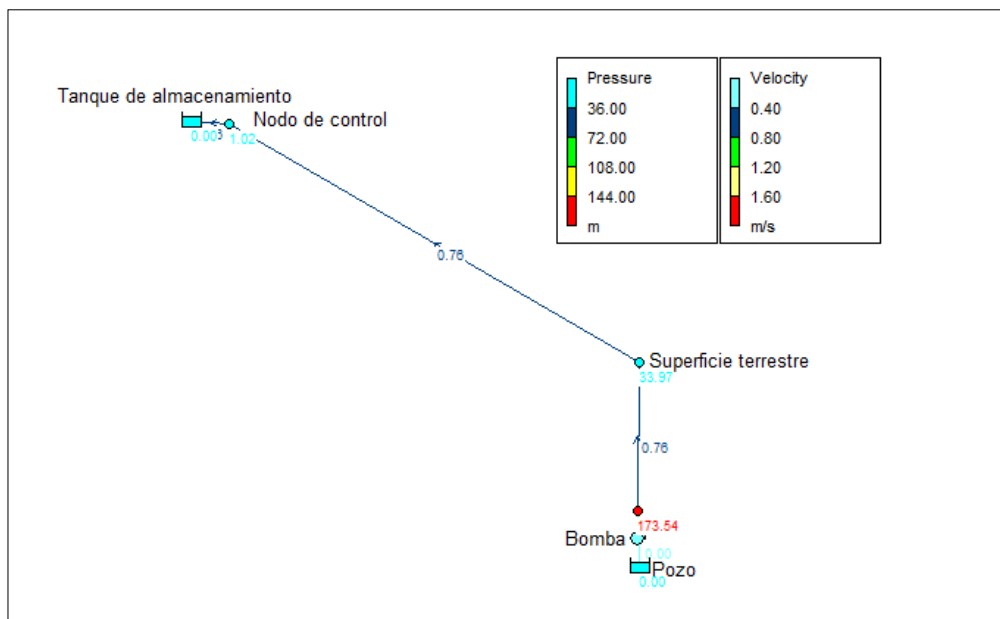 Pressure
36.00
72.00
108.00
144.00
m
Velocity
0.40
0.80
1.20
1.60
m/s
Tanque de almacenamiento
Nodo de control
0.00
1.02
0.76
Superficie terrestre
33.97
0.76
173.54
Bomba
0.00
Pozo
0.00